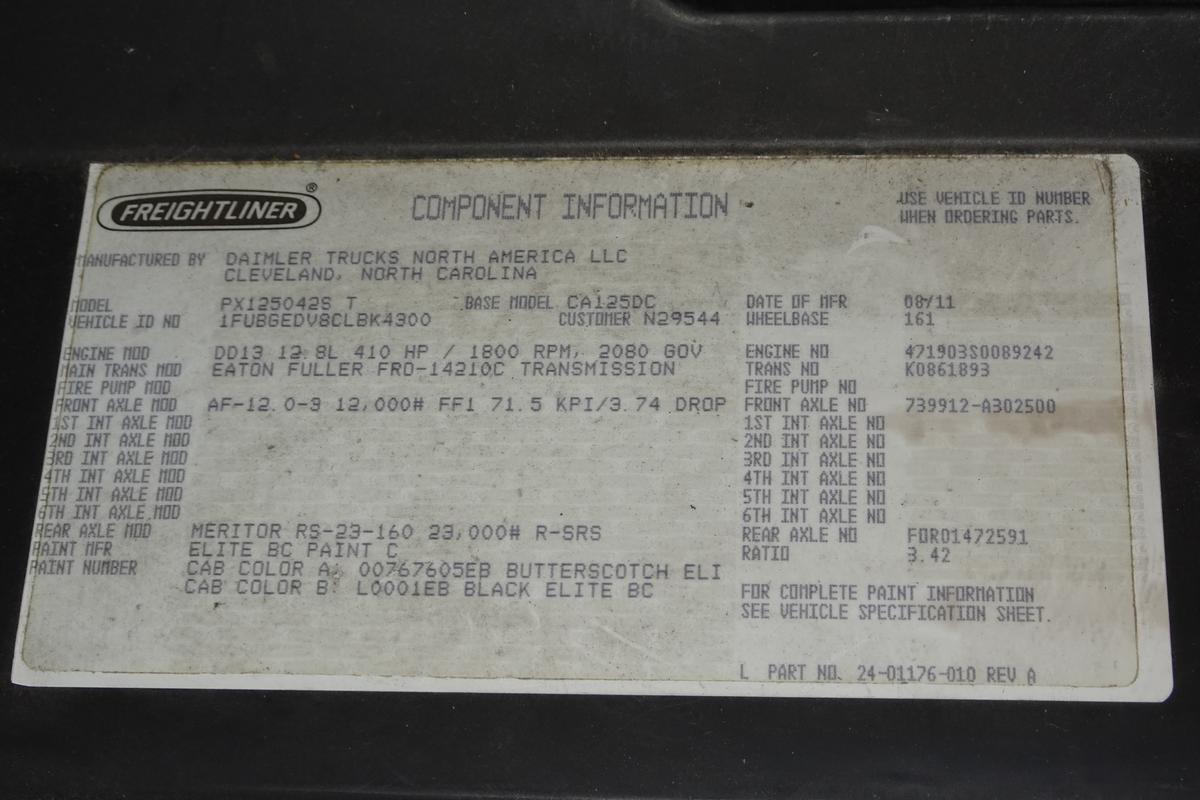 FREIGHTLINER ®
COMPONENT INFORMATION
USE VEHICLE ID NUMBER
WHEN ORDERING PARTS.
MANUFACTURED BY DAIMLER TRUCKS NORTH AMERICA LLC
CLEVELAND, NORTH CAROLINA
MODEL PX125042S T BASE MODEL CA125DC DATE OF MFR 08/11
VEHICLE ID NO 1FUBGEDV8CLBK4300 CUSTOMER N29544 WHEELBASE 161
ENGINE MOD DD13 12.8L 410 HP / 1800 RPM, 2080 GOV ENGINE NO 471903S0089242
MAIN TRANS MOD EATON FULLER FRO-14210C TRANSMISSION TRANS NO K0861893
FIRE PUMP MOD FIRE PUMP NO
FRONT AXLE MOD AF-12.0-3 12,000# FF1 71.5 KPI/3.74 DROP FRONT AXLE NO 739912-A302500
1ST INT AXLE MOD 1ST INT AXLE NO
2ND INT AXLE MOD 2ND INT AXLE NO
3RD INT AXLE MOD 3RD INT AXLE NO
4TH INT AXLE MOD 4TH INT AXLE NO
5TH INT AXLE MOD 5TH INT AXLE NO
6TH INT AXLE MOD 6TH INT AXLE NO
REAR AXLE MOD MERITOR RS-23-160 23,000# R-SRS REAR AXLE NO FOR01472591
PAINT MFR ELITE BC PAINT C RATIO 3.42
PAINT NUMBER CAB COLOR A: 00767605EB BUTTERSCOTCH ELI
CAB COLOR B: L0001EB BLACK ELITE BC
FOR COMPLETE PAINT INFORMATION
SEE VEHICLE SPECIFICATION SHEET.
L PART NO. 24-01176-010 REV A